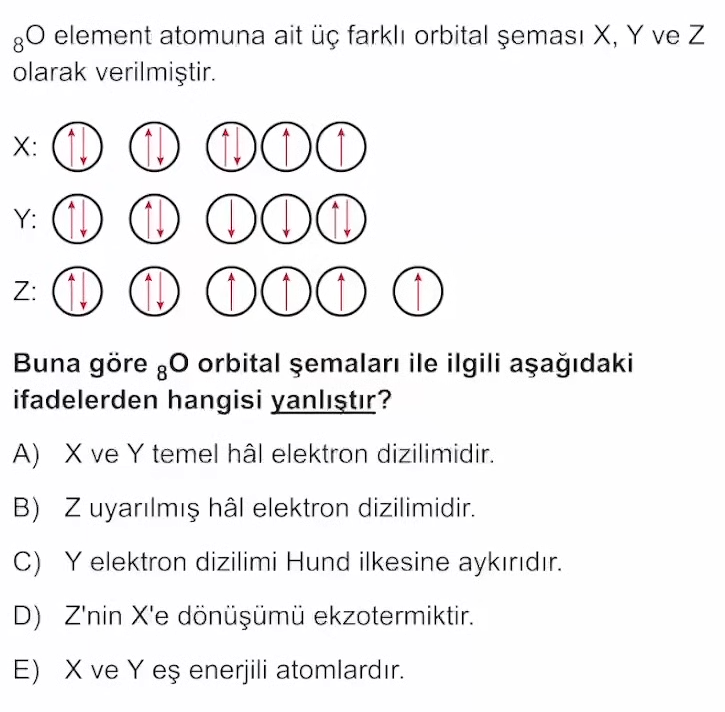 ₈O element atomuna ait üç farklı orbital şeması X, Y ve Z
olarak verilmiştir.
X:
Y:
Z:
Buna göre ₈O orbital şemaları ile ilgili aşağıdaki
ifadelerden hangisi yanlıştır?
A) X ve Y temel hâl elektron dizilimidir.
B) Z uyarılmış hâl elektron dizilimidir.
C) Y elektron dizilimi Hund ilkesine aykırıdır.
D) Z'nin X'e dönüşümü ekzotermiktir.
E) X ve Y eş enerjili atomlardır.